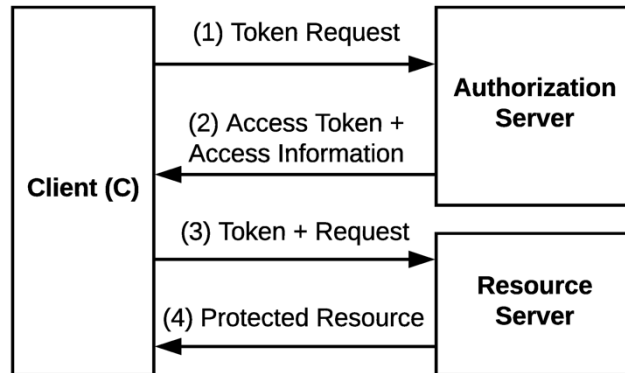 (1) Token Request
Authorization
Server
(2) Access Token +
Access Information
Client (C)
(3) Token + Request
Resource
Server
(4) Protected Resource